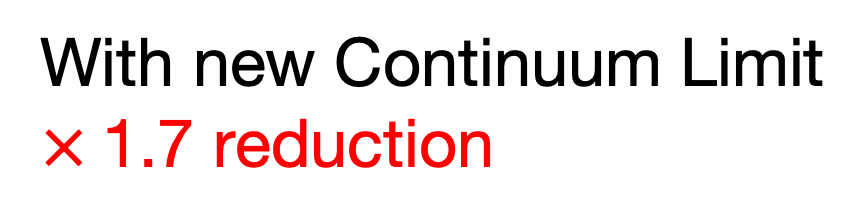 With new Continuum Limit
× 1.7 reduction